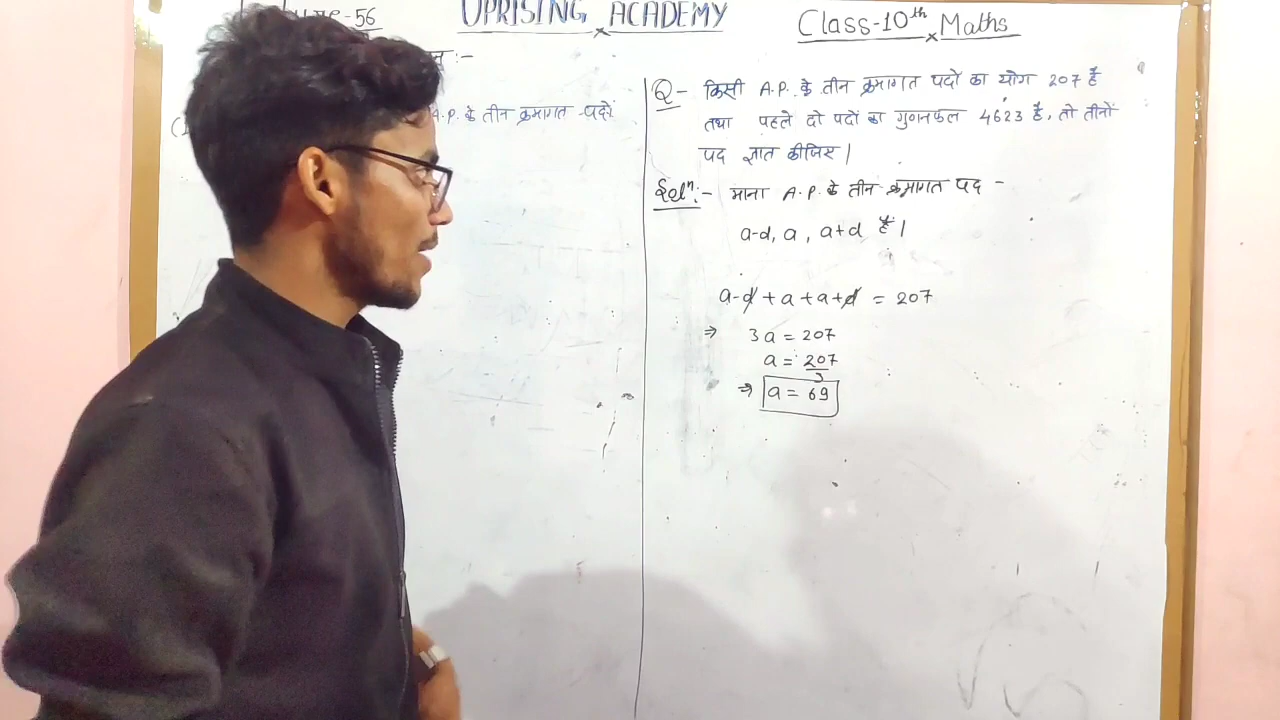 -56
UPRISING ACADEMY
Class-10th Maths
:-
A.P. के तीन क्रमागत पदों
Q- किसी A.P. के तीन क्रमागत पदों का योग 207 है
तथा पहले दो पदों का गुणनफल 4623 है, तो तीनों
पद ज्ञात कीजिए।
Solⁿ:- माना A.P. के तीन क्रमागत पद -
a-d, a, a+d है।
a-d + a + a + d = 207
⇒ 3a = 207
a = 207/3
⇒ a = 69